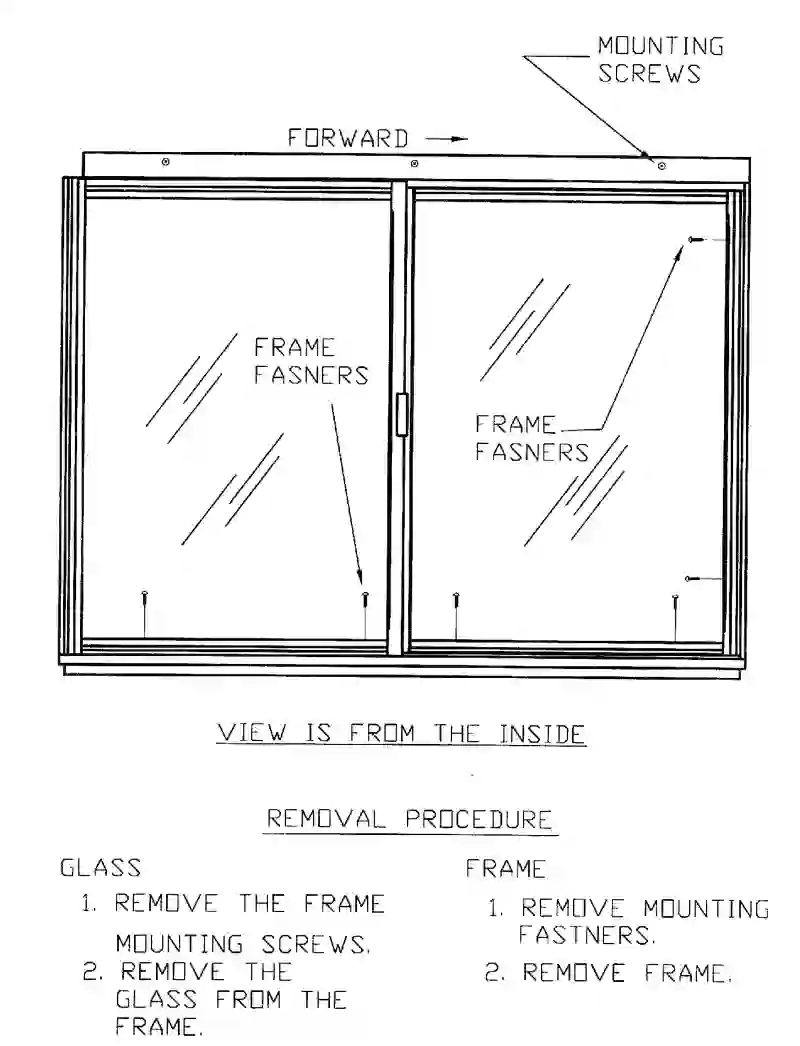 MOUNTING
SCREWS
FORWARD
FRAME
FASNERS
FRAME
FASNERS
VIEW IS FROM THE INSIDE
REMOVAL PROCEDURE
GLASS
1. REMOVE THE FRAME
MOUNTING SCREWS.
2. REMOVE THE
GLASS FROM THE
FRAME.
FRAME
1. REMOVE MOUNTING
FASTNERS.
2. REMOVE FRAME.